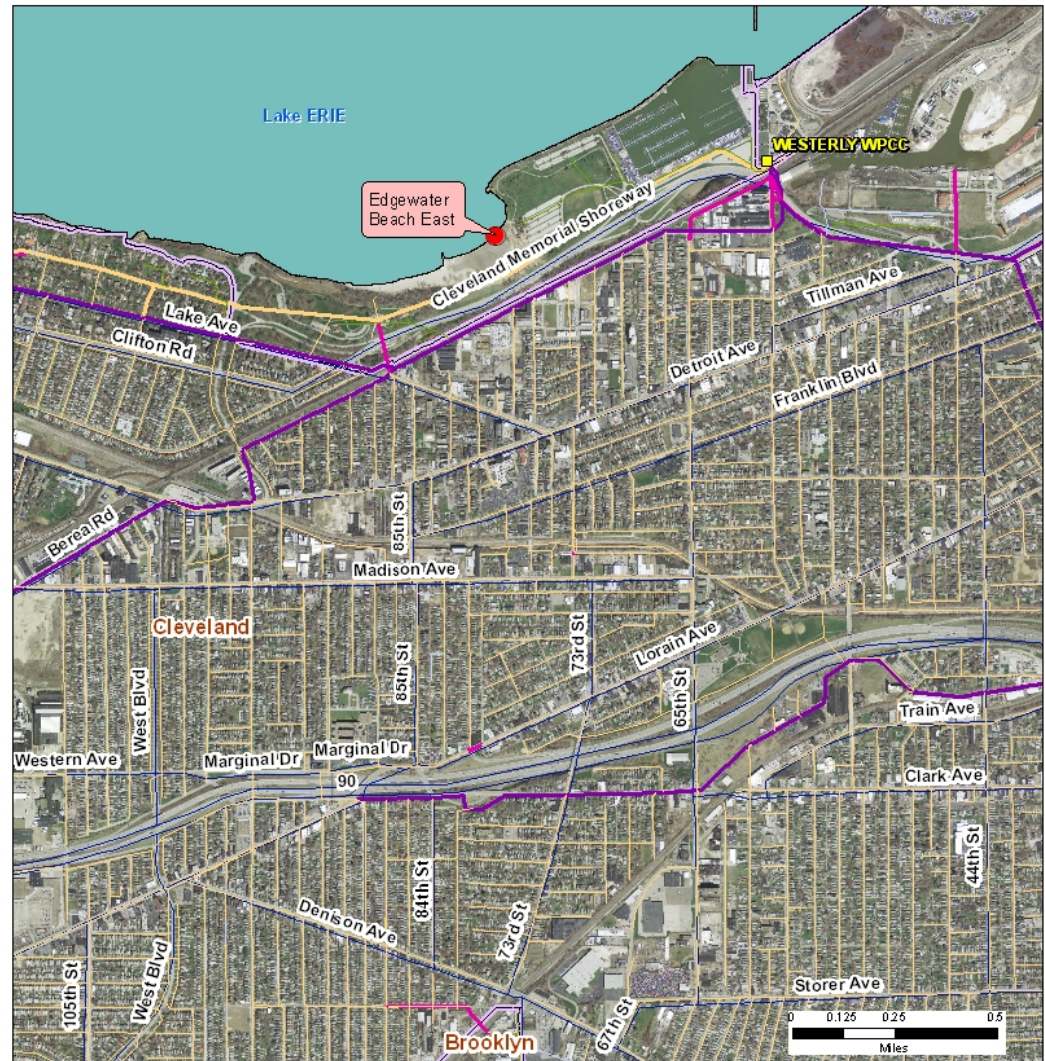 Lake ERIE
WESTERLY WPCC
Edgewater
Beach East
Cleveland Memorial Shoreway
Lake Ave
Clifton Rd
Tillman Ave
Detroit Ave
Franklin Blvd
Berea Rd
85th St
Madison Ave
Cleveland
73rd St
Lorain Ave
85th St
65th St
West Blvd
Train Ave
Western Ave
Marginal Dr
Marginal Dr
90
Clark Ave
84th St
44th St
Denison Ave
73rd St
105th St
West Blvd
Storer Ave
67th St
Brooklyn
0 0.125 0.25 0.5
Miles